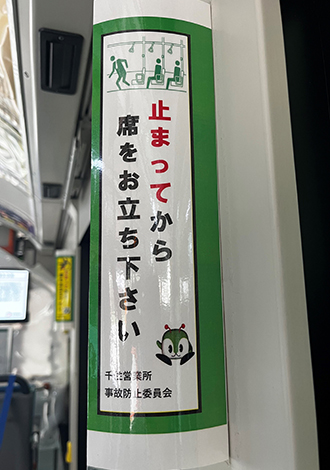 止まってから
席をお立ち下さい
千住営業所
事故防止委員会